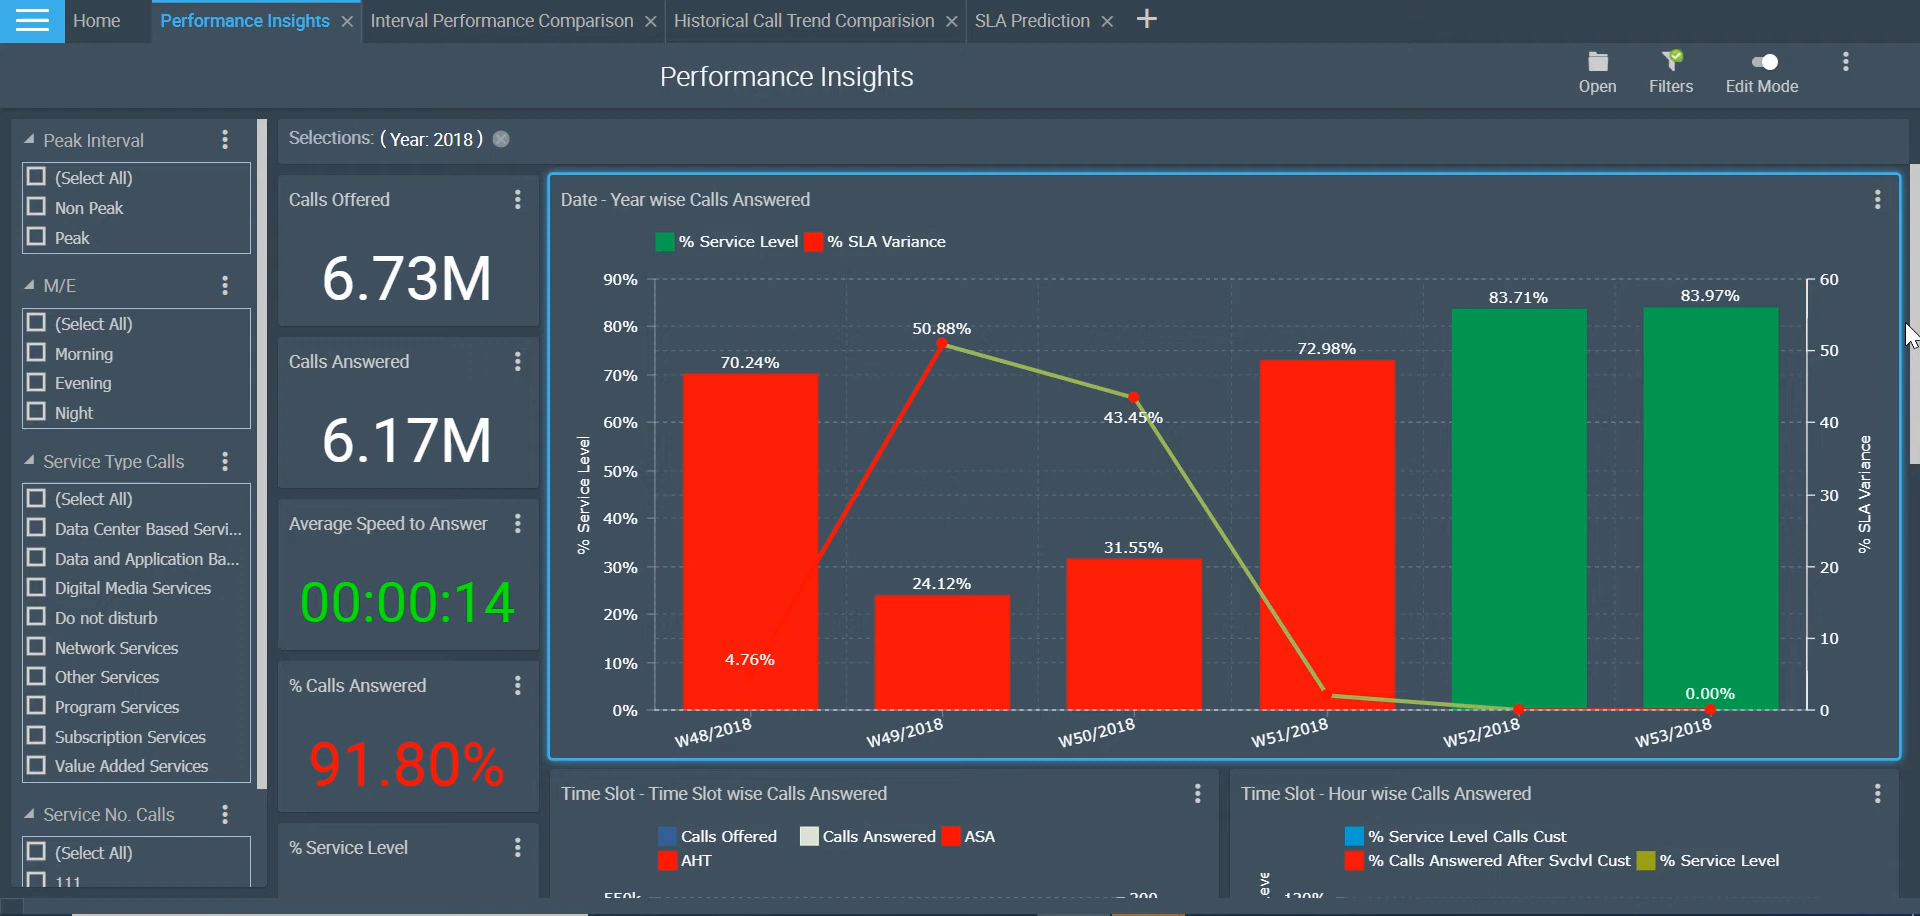 Home
Performance Insights
Interval Performance Comparison
Historical Call Trend Comparision
SLA Prediction
Performance Insights
Open
Filters
Edit Mode
Peak Interval
(Select All)
Non Peak
Peak
M/E
(Select All)
Morning
Evening
Night
Service Type Calls
(Select All)
Data Center Based Servi...
Data and Application Ba...
Digital Media Services
Do not disturb
Network Services
Other Services
Program Services
Subscription Services
Value Added Services
Service No. Calls
(Select All)
111
Selections: ( Year: 2018 )
Calls Offered
6.73M
Calls Answered
6.17M
Average Speed to Answer
00:00:14
% Calls Answered
91.80%
% Service Level
Date - Year wise Calls Answered
% Service Level
% SLA Variance
90%
80%
70%
60%
50%
40%
30%
20%
10%
0%
% Service Level
70.24%
4.76%
50.88%
24.12%
43.45%
31.55%
72.98%
83.71%
83.97%
0.00%
60
50
40
30
20
10
0
% SLA Variance
W48/2018
W49/2018
W50/2018
W51/2018
W52/2018
W53/2018
Time Slot - Time Slot wise Calls Answered
Calls Offered
Calls Answered
ASA
AHT
Time Slot - Hour wise Calls Answered
% Service Level Calls Cust
% Calls Answered After Svclvl Cust
% Service Level